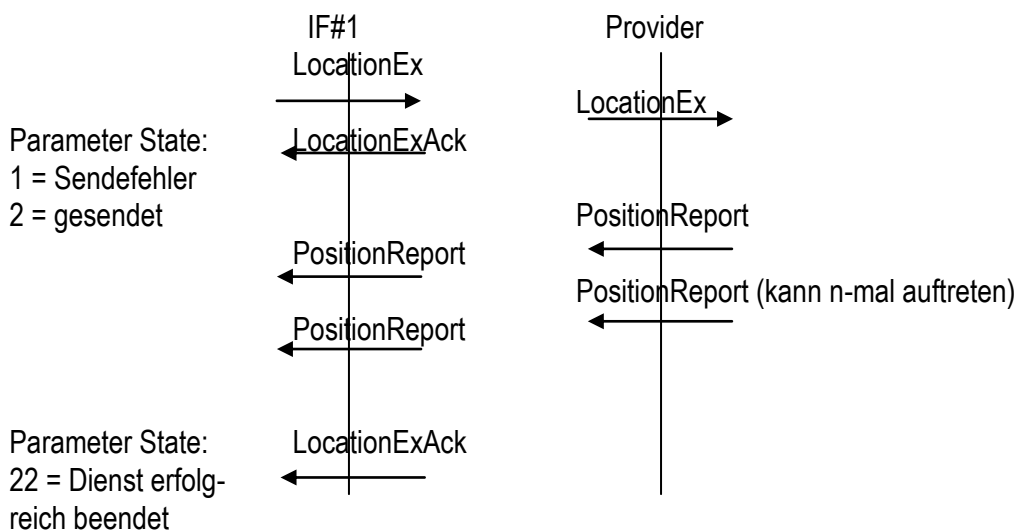 IF#1
Provider
LocationEx
LocationEx
Parameter State:
1 = Sendefehler
2 = gesendet
LocationExAck
PositionReport
PositionReport
PositionReport (kann n-mal auftreten)
PositionReport
Parameter State:
22 = Dienst erfolg-
reich beendet
LocationExAck